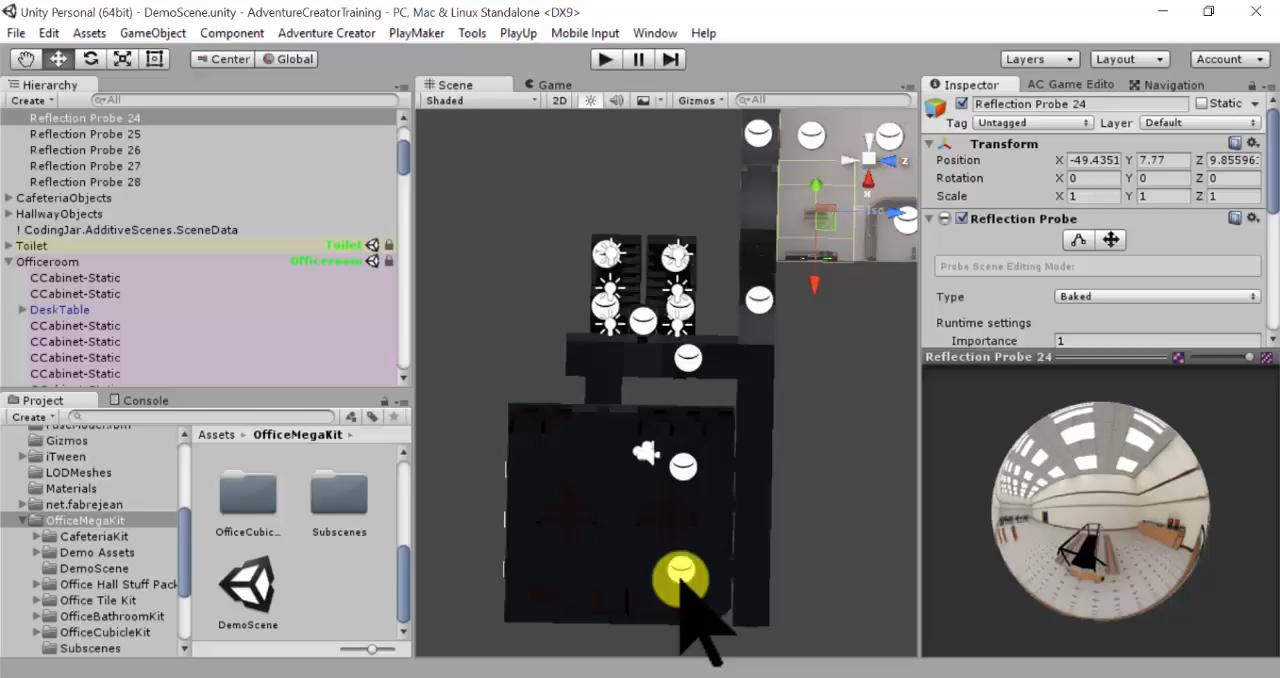 Unity Personal (64bit) - DemoScene.unity - AdventureCreatorTraining - PC, Mac & Linux Standalone <DX9>
File Edit Assets GameObject Component Adventure Creator PlayMaker Tools PlayUp Mobile Input Window Help
Center Global Layers Layout Account
Hierarchy
Create All
Reflection Probe 24
Reflection Probe 25
Reflection Probe 26
Reflection Probe 27
Reflection Probe 28
CafeteriaObjects
HallwayObjects
! CodingJar.AdditiveScenes.SceneData
Toilet Toilet
Officeroom Officeroom
CCabinet-Static
CCabinet-Static
DeskTable
CCabinet-Static
CCabinet-Static
CCabinet-Static
CCabinet-Static
Scene Game
Shaded 2D Gizmos All
z
x
Inspector AC Game Edito Navigation
Reflection Probe 24 Static
Tag Untagged Layer Default
Transform
Position X -49.4351 Y 7.77 Z 9.85596
Rotation X 0 Y 0 Z 0
Scale X 1 Y 1 Z 1
Reflection Probe
Probe Scene Editing Mode:
Type Baked
Runtime settings
Importance 1
Reflection Probe 24
Project Console
Create
Gizmos
iTween
LODMeshes
Materials
net.fabrejean
OfficeMegaKit
CafeteriaKit
Demo Assets
DemoScene
Office Hall Stuff Pack
Office Tile Kit
OfficeBathroomKit
OfficeCubicleKit
Subscenes
Assets OfficeMegaKit
OfficeCubic... Subscenes
DemoScene